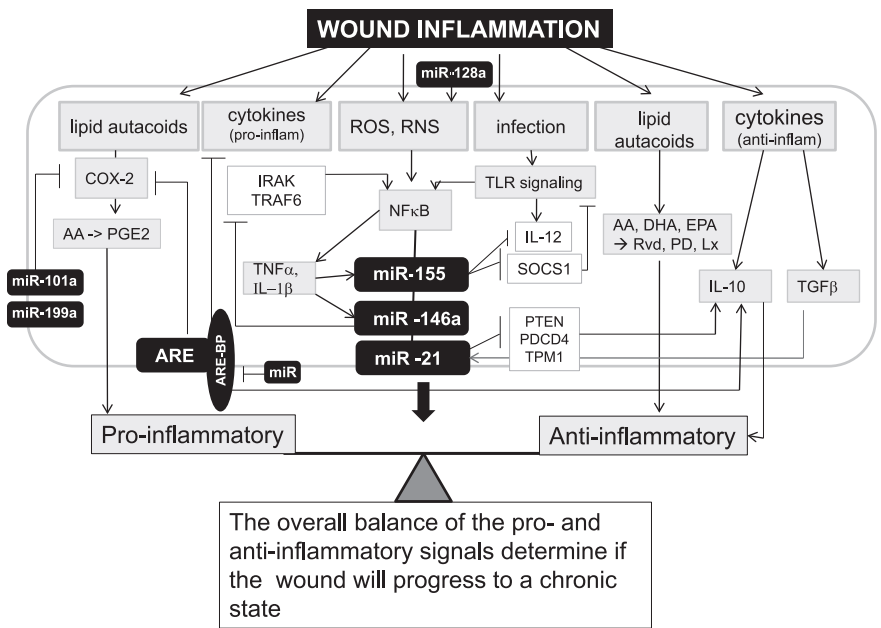 WOUND INFLAMMATION
miR-128a
lipid autacoids
cytokines
(pro-inflam)
ROS, RNS
infection
lipid
autacoids
cytokines
(anti-inflam)
COX-2
IRAK
TRAF6
NFκB
TLR signaling
AA -> PGE2
IL-12
AA, DHA, EPA
→ Rvd, PD, Lx
SOCS1
TNFα,
IL-1β
miR-155
miR-101a
miR-199a
IL-10
TGFβ
miR -146a
PTEN
PDCD4
TPM1
ARE
ARE-BP
miR
miR -21
Pro-inflammatory
Anti-inflammatory
The overall balance of the pro- and
anti-inflammatory signals determine if
the wound will progress to a chronic
state